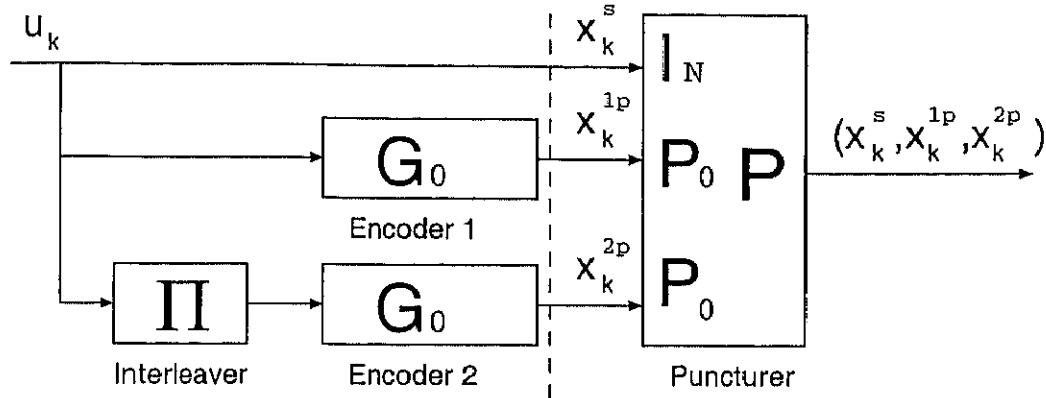 u_k
x_k^s
I_N
x_k^1p
G_0
P_0 P
(x_k^s, x_k^1p, x_k^2p)
Encoder 1
x_k^2p
Π
G_0
P_0
Interleaver
Encoder 2
Puncturer